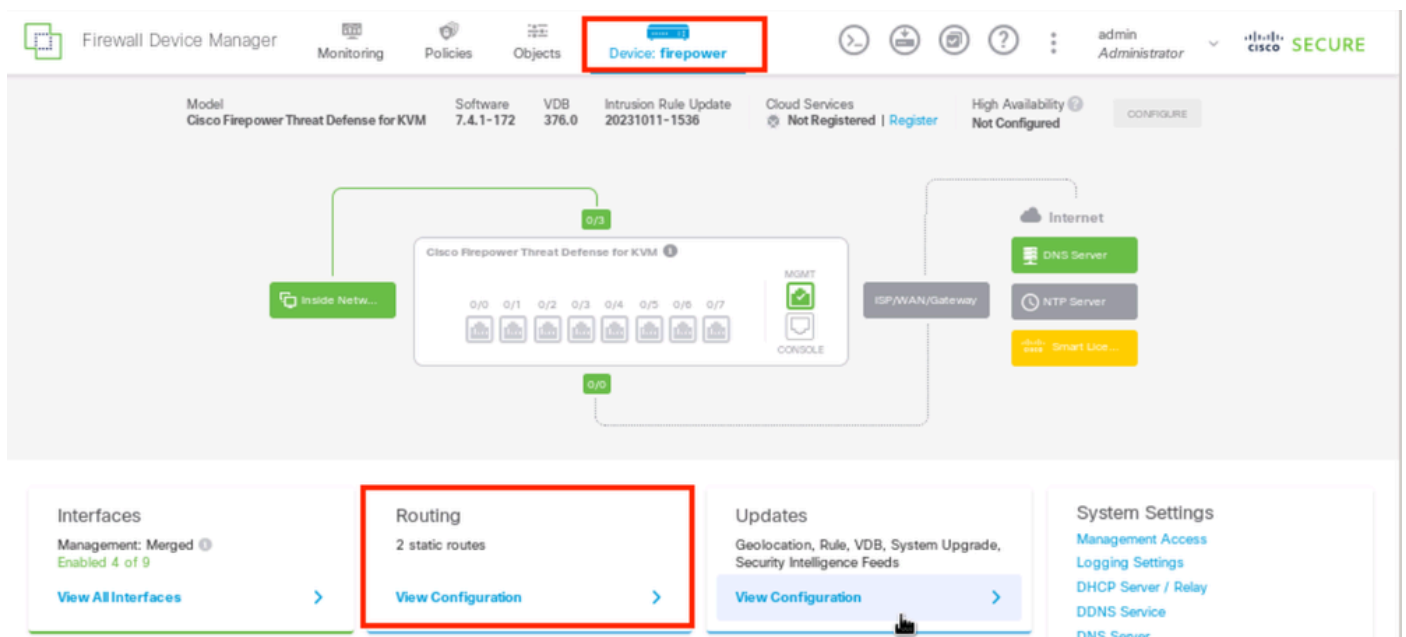 Firewall Device Manager
Monitoring
Policies
Objects
Device: firepower
admin
Administrator
cisco SECURE
Model
Cisco Firepower Threat Defense for KVM
Software
7.4.1-172
VDB
376.0
Intrusion Rule Update
20231011-1536
Cloud Services
Not Registered | Register
High Availability
Not Configured
CONFIGURE
0/3
Internet
Cisco Firepower Threat Defense for KVM
DNS Server
MGMT
Inside Netw...
0/0 0/1 0/2 0/3 0/4 0/5 0/6 0/7
ISP/WAN/Gateway
NTP Server
CONSOLE
Smart Lice...
0/0
Interfaces
Management: Merged
Enabled 4 of 9
View All Interfaces
Routing
2 static routes
View Configuration
Updates
Geolocation, Rule, VDB, System Upgrade,
Security Intelligence Feeds
View Configuration
System Settings
Management Access
Logging Settings
DHCP Server / Relay
DDNS Service
DNS Server